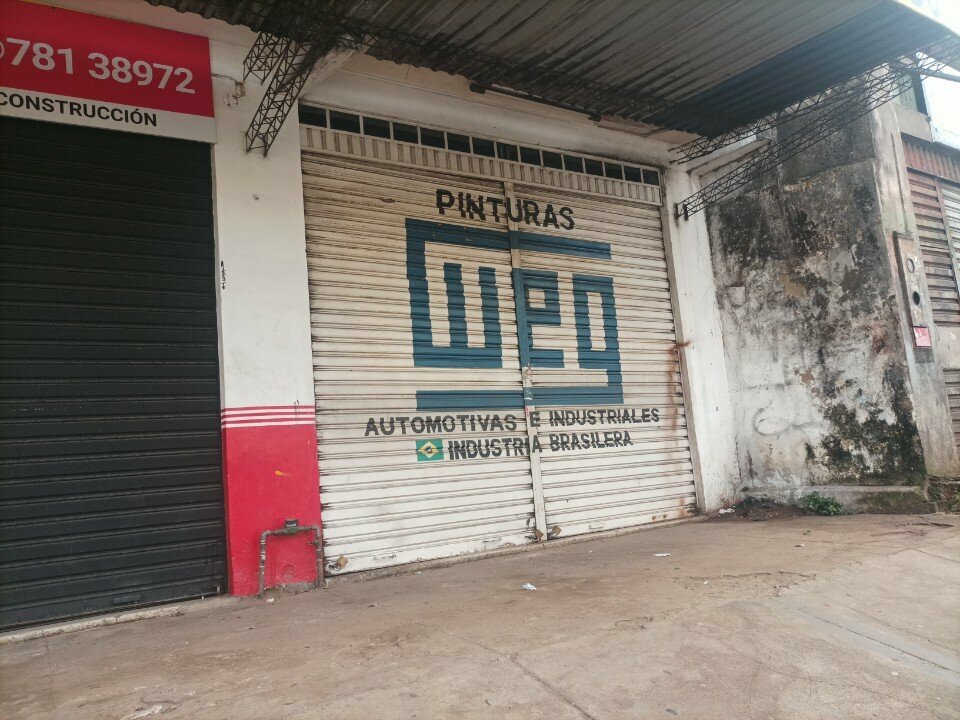 781 38972
CONSTRUCCIÓN
PINTURAS
weg
AUTOMOTIVAS E INDUSTRIALES
INDUSTRIA BRASILERA